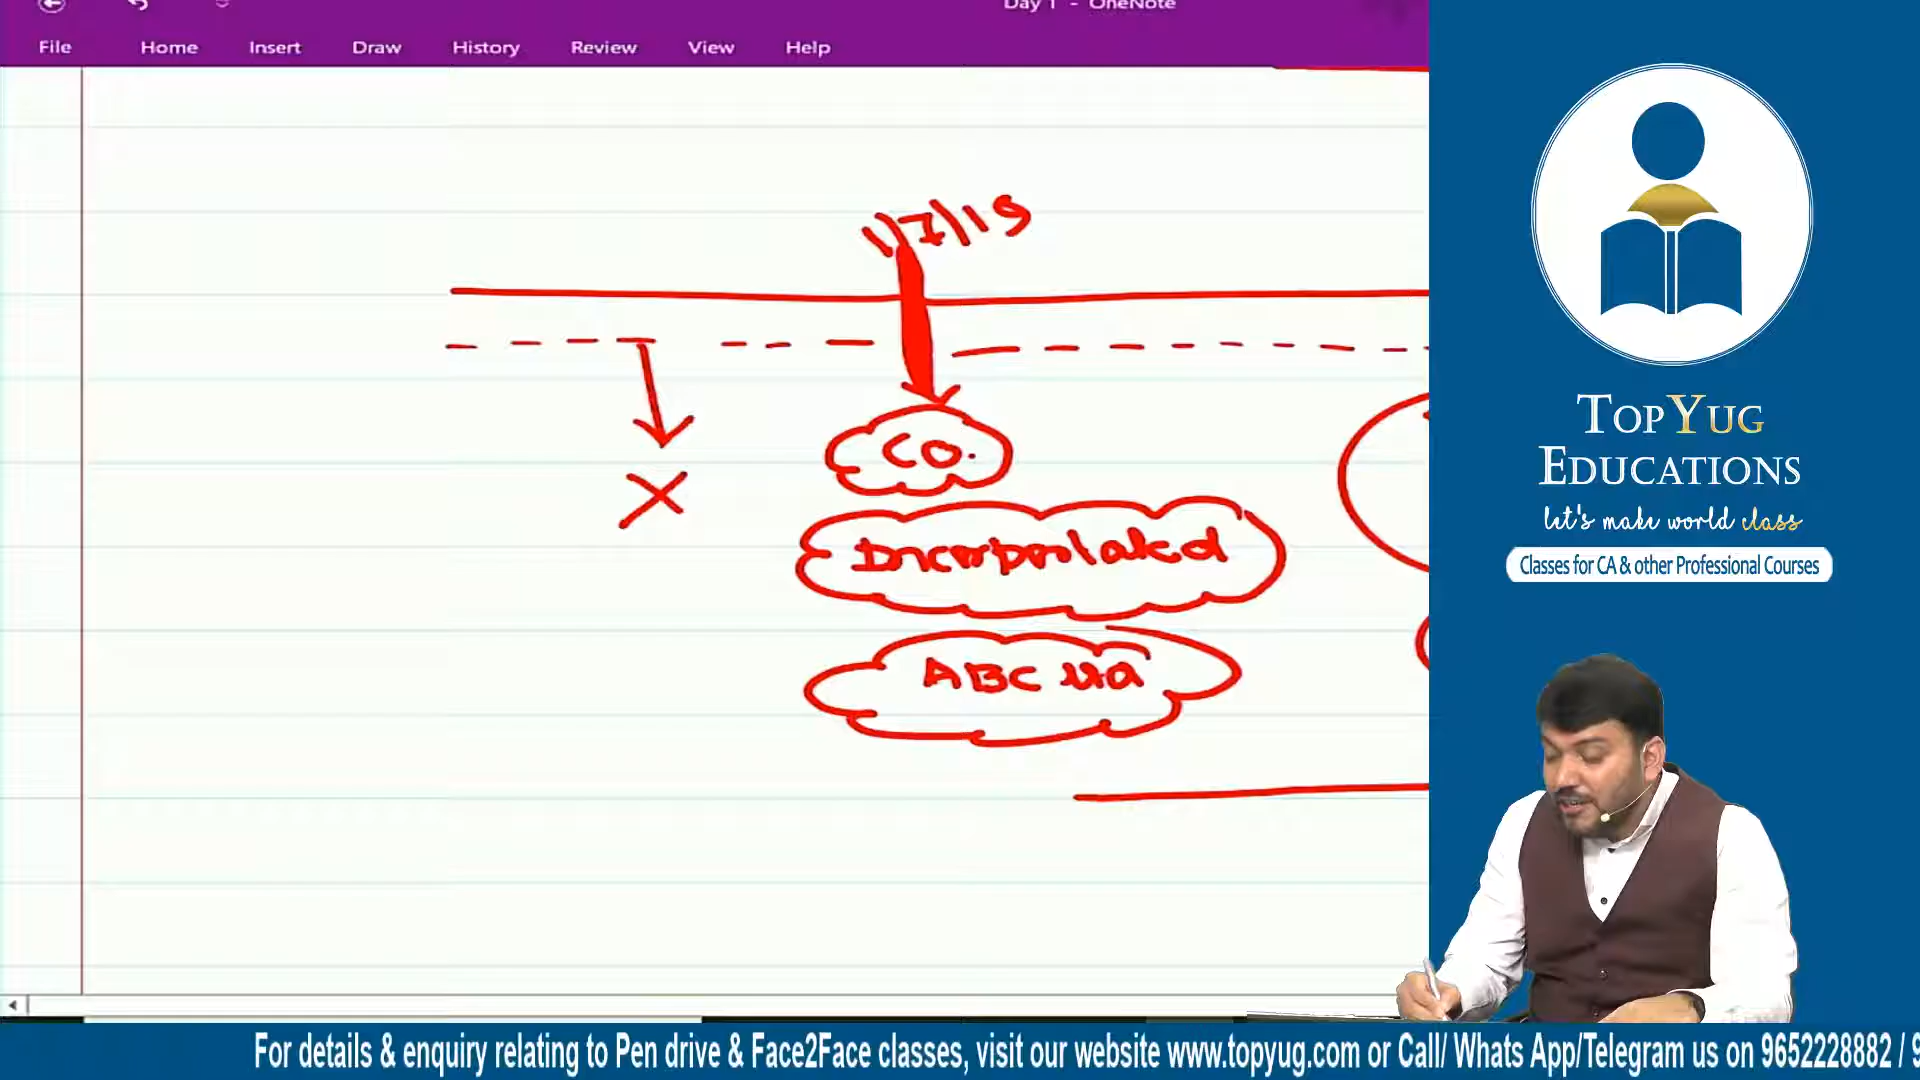 Day 1 - OneNote
File Home Insert Draw History Review View Help
1/7/19
CO.
Incorporated
ABC Ltd
TOPYUG
EDUCATIONS
let's make world class
Classes for CA & other Professional Courses
For details & enquiry relating to Pen drive & Face2Face classes, visit our website www.topyug.com or Call/ Whats App/Telegram us on 9652228882 / 9